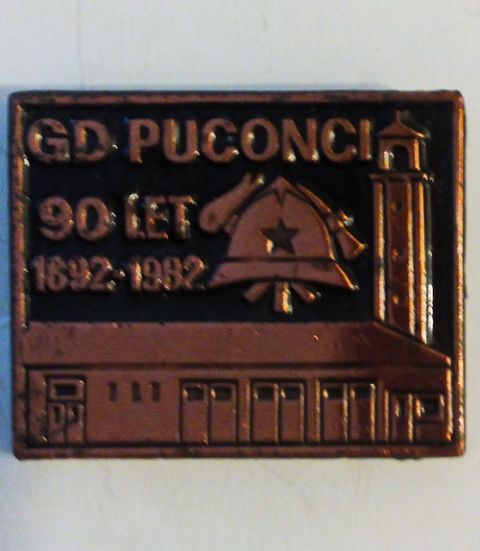 GD PUCONCI
90 LET
1892-1982